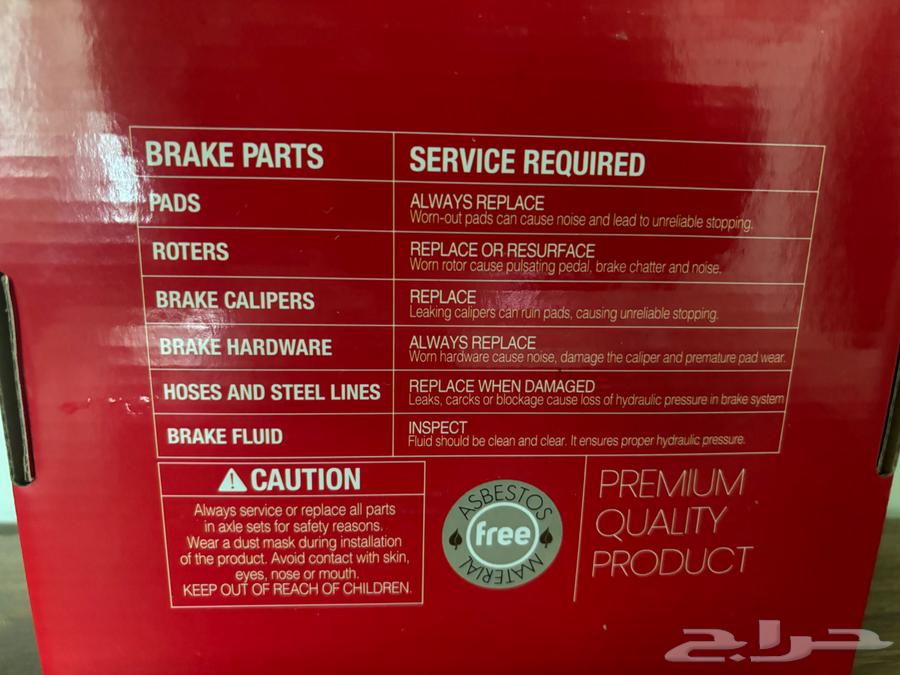 BRAKE PARTS
SERVICE REQUIRED
PADS
ALWAYS REPLACE
Worn-out pads can cause noise and lead to unreliable stopping.
ROTERS
REPLACE OR RESURFACE
Worn rotor cause pulsating pedal, brake chatter and noise.
BRAKE CALIPERS
REPLACE
Leaking calipers can ruin pads, causing unreliable stopping.
BRAKE HARDWARE
ALWAYS REPLACE
Worn hardware cause noise, damage the caliper and premature pad wear.
HOSES AND STEEL LINES
REPLACE WHEN DAMAGED
Leaks, carcks or blockage cause loss of hydraulic pressure in brake system
BRAKE FLUID
INSPECT
Fluid should be clean and clear. It ensures proper hydraulic pressure.
CAUTION
Always service or replace all parts
in axle sets for safety reasons.
Wear a dust mask during installation
of the product. Avoid contact with skin,
eyes, nose or mouth.
KEEP OUT OF REACH OF CHILDREN.
ASBESTOS
free
MATERIAL
PREMIUM
QUALITY
PRODUCT
حراج